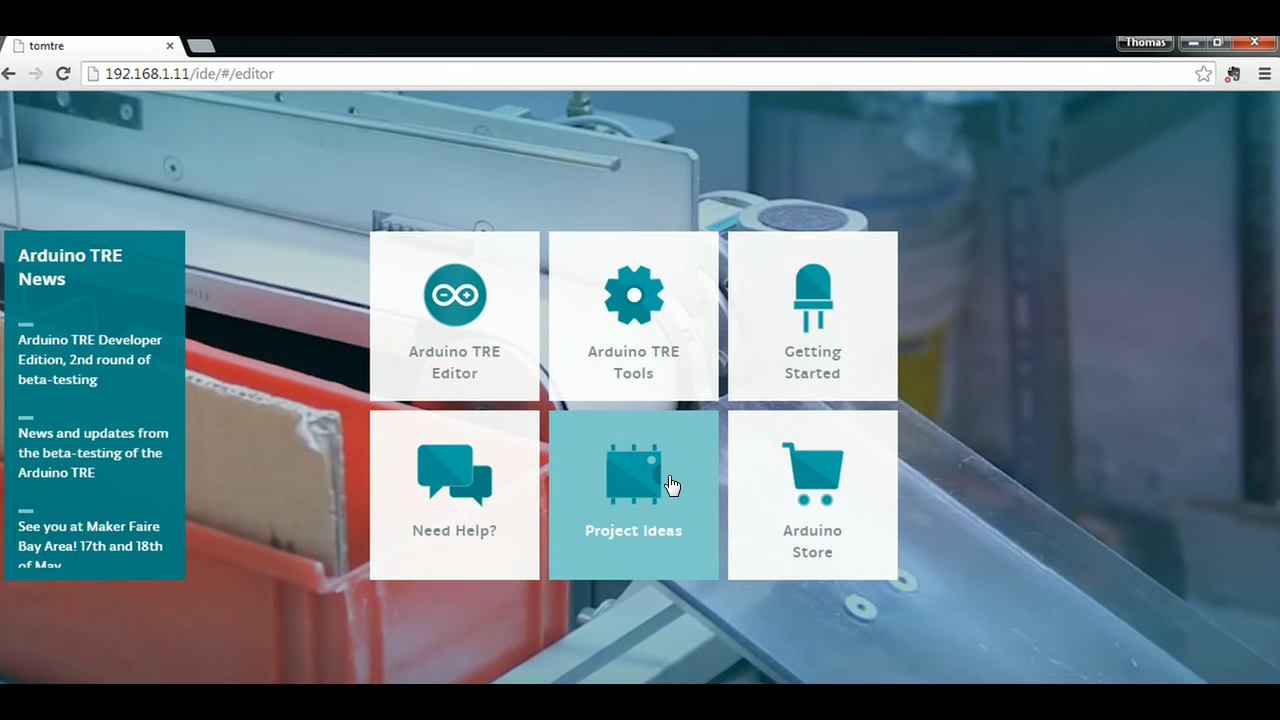 tomtre
Thomas
192.168.1.11/ide/#/editor
Arduino TRE
News
Arduino TRE Developer
Edition, 2nd round of
beta-testing
News and updates from
the beta-testing of the
Arduino TRE
See you at Maker Faire
Bay Area! 17th and 18th
of May
Arduino TRE
Editor
Arduino TRE
Tools
Getting
Started
Need Help?
Project Ideas
Arduino
Store